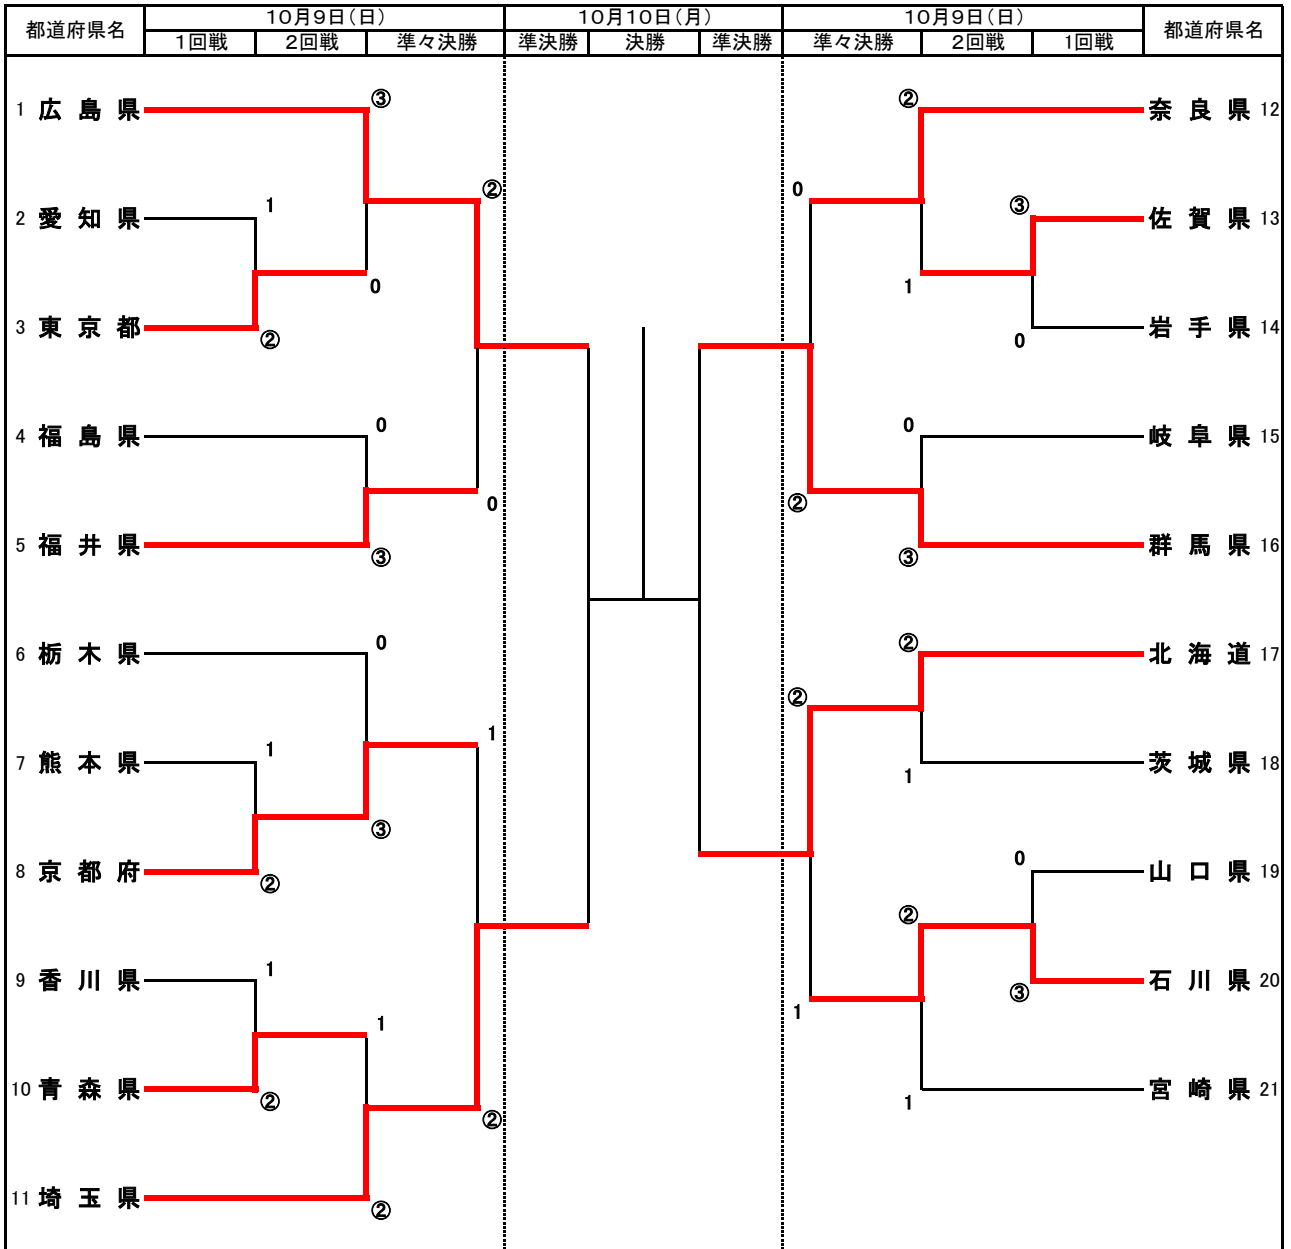 都道府県名 10月9日(日) 10月10日(月) 10月9日(日) 都道府県名
1回戦 2回戦 準々決勝 準決勝 決勝 準決勝 準々決勝 2回戦 1回戦
③ ②
1 広島県 奈良県 12
② 0
1 ③
2 愛知県 佐賀県 13
0 1
3 東京都 岩手県 14
② 0
0 0
4 福島県 岐阜県 15
0 ②
5 福井県 群馬県 16
③ ③
0 ②
6 栃木県 北海道 17
②
1
1
7 熊本県 茨城県 18
1
③
0
8 京都府 山口県 19
②
②
1
9 香川県 石川県 20
③
1 1
10 青森県 宮崎県 21
② 1
②
11 埼玉県
②